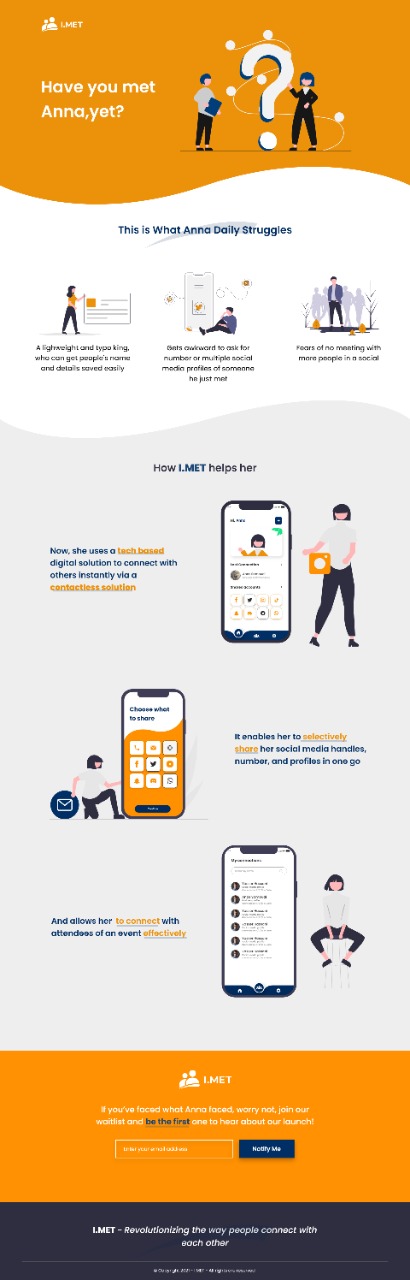 I.MET
Have you met
Anna,yet?
This is What Anna Daily Struggles
A lighweight and typo king,
who can get people's name
and details saved easily
Gets awkward to ask for
number or multiple social
media profiles of someone
he just met
Fears of no meeting with
more people in a social
How I.MET helps her
Now, she uses a tech based
digital solution to connect with
others instantly via a
contactless solution
Choose what
to share
It enables her to selectively
share her social media handles,
number, and profiles in one go
And allows her to connect with
attendees of an event effectively
I.MET
If you've faced what Anna faced, worry not, join our
waitlist and be the first one to hear about our launch!
Enter your email address
Notify Me
I.MET - Revolutionizing the way people connect with
each other
© Copyright 2021 - I MET - All rights reserved